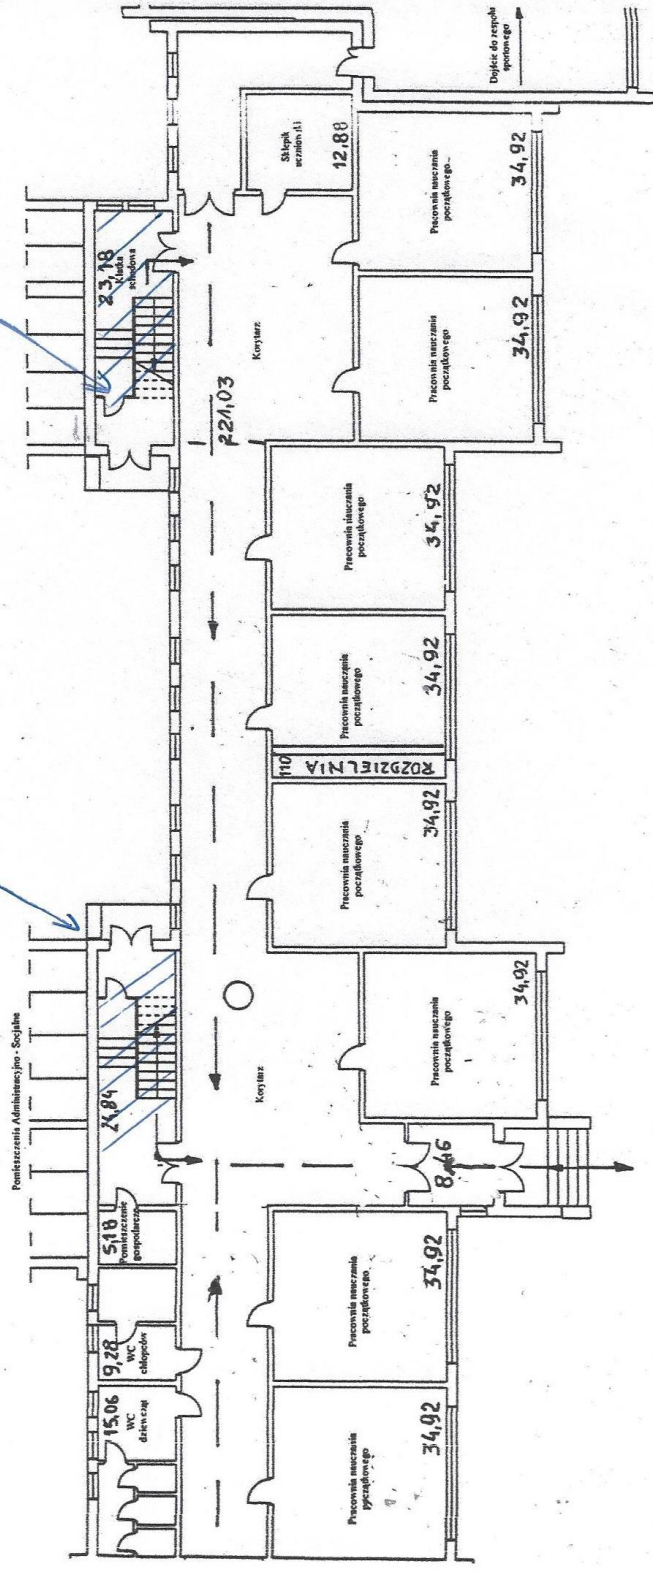 Dojście do zespołu
sportowego
Sklepik
uczniowski
12,88
Pracownia nauczania
początkowego
34,92
23,18
Klatka
schodowa
Korytarz
221,03
Pracownia nauczania
początkowego
34,92
Pracownia nauczania
początkowego
34,92
Pracownia nauczania
początkowego
34,92
110
ROZDZIELNIA
Pracownia nauczania
początkowego
34,92
Pomieszczenia Administracyjno - Socjalne
24,84
Korytarz
Pracownia nauczania
początkowego
34,92
8,46
5,18
Pomieszczenie
gospodarcze
9,28
WC
chłopców
Pracownia nauczania
początkowego
34,92
15,06
WC
dziewcząt
Pracownia nauczania
początkowego
34,92